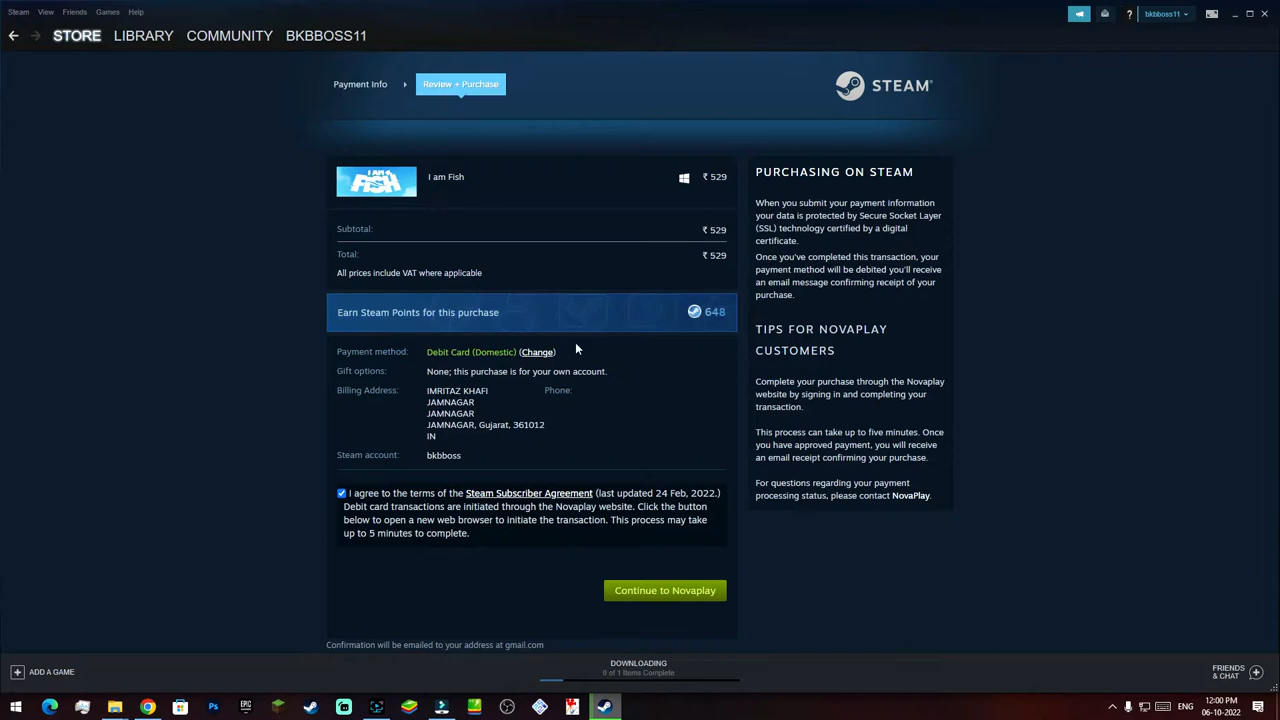 Steam View Friends Games Help
bkbboss11
STORE LIBRARY COMMUNITY BKBBOSS11
Payment Info Review + Purchase
STEAM®
I AM FISH
I am Fish ₹ 529
Subtotal: ₹ 529
Total: ₹ 529
All prices include VAT where applicable
Earn Steam Points for this purchase 648
Payment method: Debit Card (Domestic) (Change)
Gift options: None; this purchase is for your own account.
Billing Address: IMRITAZ KHAFI Phone:
JAMNAGAR
JAMNAGAR
JAMNAGAR, Gujarat, 361012
IN
Steam account: bkbboss
I agree to the terms of the Steam Subscriber Agreement (last updated 24 Feb, 2022.)
Debit card transactions are initiated through the Novaplay website. Click the button
below to open a new web browser to initiate the transaction. This process may take
up to 5 minutes to complete.
Continue to Novaplay
Confirmation will be emailed to your address at gmail.com
PURCHASING ON STEAM
When you submit your payment information
your data is protected by Secure Socket Layer
(SSL) technology certified by a digital
certificate.
Once you've completed this transaction, your
payment method will be debited you'll receive
an email message confirming receipt of your
purchase.
TIPS FOR NOVAPLAY
CUSTOMERS
Complete your purchase through the Novaplay
website by signing in and completing your
transaction.
This process can take up to five minutes. Once
you have approved payment, you will receive
an email receipt confirming your purchase.
For questions regarding your payment
processing status, please contact NovaPlay.
ADD A GAME
DOWNLOADING
0 of 1 Items Complete
FRIENDS
& CHAT
Ps
EPIC
ENG
12:00 PM
06-10-2022